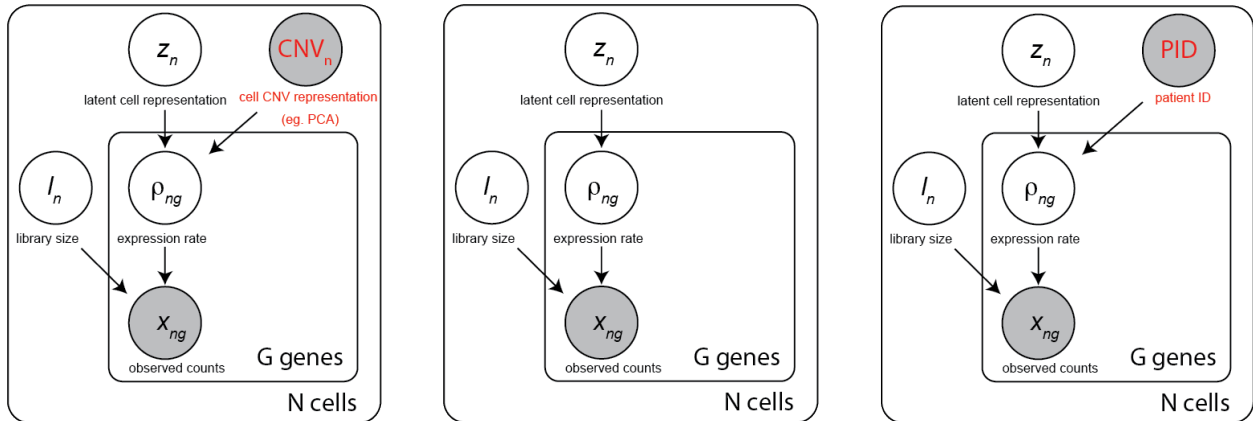 z_n
CNV_n
latent cell representation
cell CNV representation
(eg. PCA)
l_n
ρ_ng
library size
expression rate
x_ng
observed counts
G genes
N cells
z_n
latent cell representation
l_n
ρ_ng
library size
expression rate
x_ng
observed counts
G genes
N cells
z_n
PID
latent cell representation
patient ID
l_n
ρ_ng
library size
expression rate
x_ng
observed counts
G genes
N cells